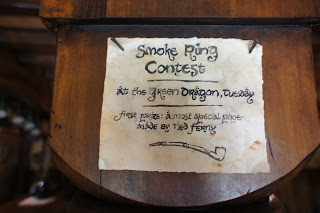 Smoke Ring
Contest
at the Green Dragon, Tuesday
first prize: a most special pipe
made by Ted Ferny